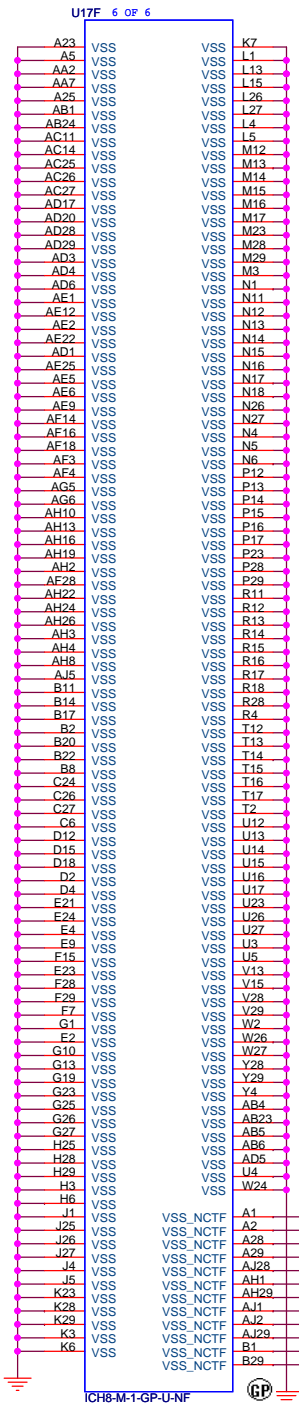 U17F 6 OF 6
A23 VSS VSS K7
A5 VSS VSS L1
AA2 VSS VSS L13
AA7 VSS VSS L15
A25 VSS VSS L26
AB1 VSS VSS L27
AB24 VSS VSS L4
AC11 VSS VSS L5
AC14 VSS VSS M12
AC25 VSS VSS M13
AC26 VSS VSS M14
AC27 VSS VSS M15
AD17 VSS VSS M16
AD20 VSS VSS M17
AD28 VSS VSS M23
AD29 VSS VSS M28
AD3 VSS VSS M29
AD4 VSS VSS M3
AD6 VSS VSS N1
AE1 VSS VSS N11
AE12 VSS VSS N12
AE2 VSS VSS N13
AE22 VSS VSS N14
AD1 VSS VSS N15
AE25 VSS VSS N16
AE5 VSS VSS N17
AE6 VSS VSS N18
AE9 VSS VSS N26
AF14 VSS VSS N27
AF16 VSS VSS N4
AF18 VSS VSS N5
AF3 VSS VSS N6
AF4 VSS VSS P12
AG5 VSS VSS P13
AG6 VSS VSS P14
AH10 VSS VSS P15
AH13 VSS VSS P16
AH16 VSS VSS P17
AH19 VSS VSS P23
AH2 VSS VSS P28
AF28 VSS VSS P29
AH22 VSS VSS R11
AH24 VSS VSS R12
AH26 VSS VSS R13
AH3 VSS VSS R14
AH4 VSS VSS R15
AH8 VSS VSS R16
AJ5 VSS VSS R17
B11 VSS VSS R18
B14 VSS VSS R28
B17 VSS VSS R4
B2 VSS VSS T12
B20 VSS VSS T13
B22 VSS VSS T14
B8 VSS VSS T15
C24 VSS VSS T16
C26 VSS VSS T17
C27 VSS VSS T2
C6 VSS VSS U12
D12 VSS VSS U13
D15 VSS VSS U14
D18 VSS VSS U15
D2 VSS VSS U16
D4 VSS VSS U17
E21 VSS VSS U23
E24 VSS VSS U26
E4 VSS VSS U27
E9 VSS VSS U3
F15 VSS VSS U5
E23 VSS VSS V13
F28 VSS VSS V15
F29 VSS VSS V28
F7 VSS VSS V29
G1 VSS VSS W2
E2 VSS VSS W26
G10 VSS VSS W27
G13 VSS VSS Y28
G19 VSS VSS Y29
G23 VSS VSS Y4
G25 VSS VSS AB4
G26 VSS VSS AB23
G27 VSS VSS AB5
H25 VSS VSS AB6
H28 VSS VSS AD5
H29 VSS VSS U4
H3 VSS VSS W24
H6 VSS
J1 VSS VSS_NCTF A1
J25 VSS VSS_NCTF A2
J26 VSS VSS_NCTF A28
J27 VSS VSS_NCTF A29
J4 VSS VSS_NCTF AJ28
J5 VSS VSS_NCTF AH1
K23 VSS VSS_NCTF AH29
K28 VSS VSS_NCTF AJ1
K29 VSS VSS_NCTF AJ2
K3 VSS VSS_NCTF AJ29
K6 VSS VSS_NCTF B1
VSS_NCTF B29
ICH8-M-1-GP-U-NF
GP